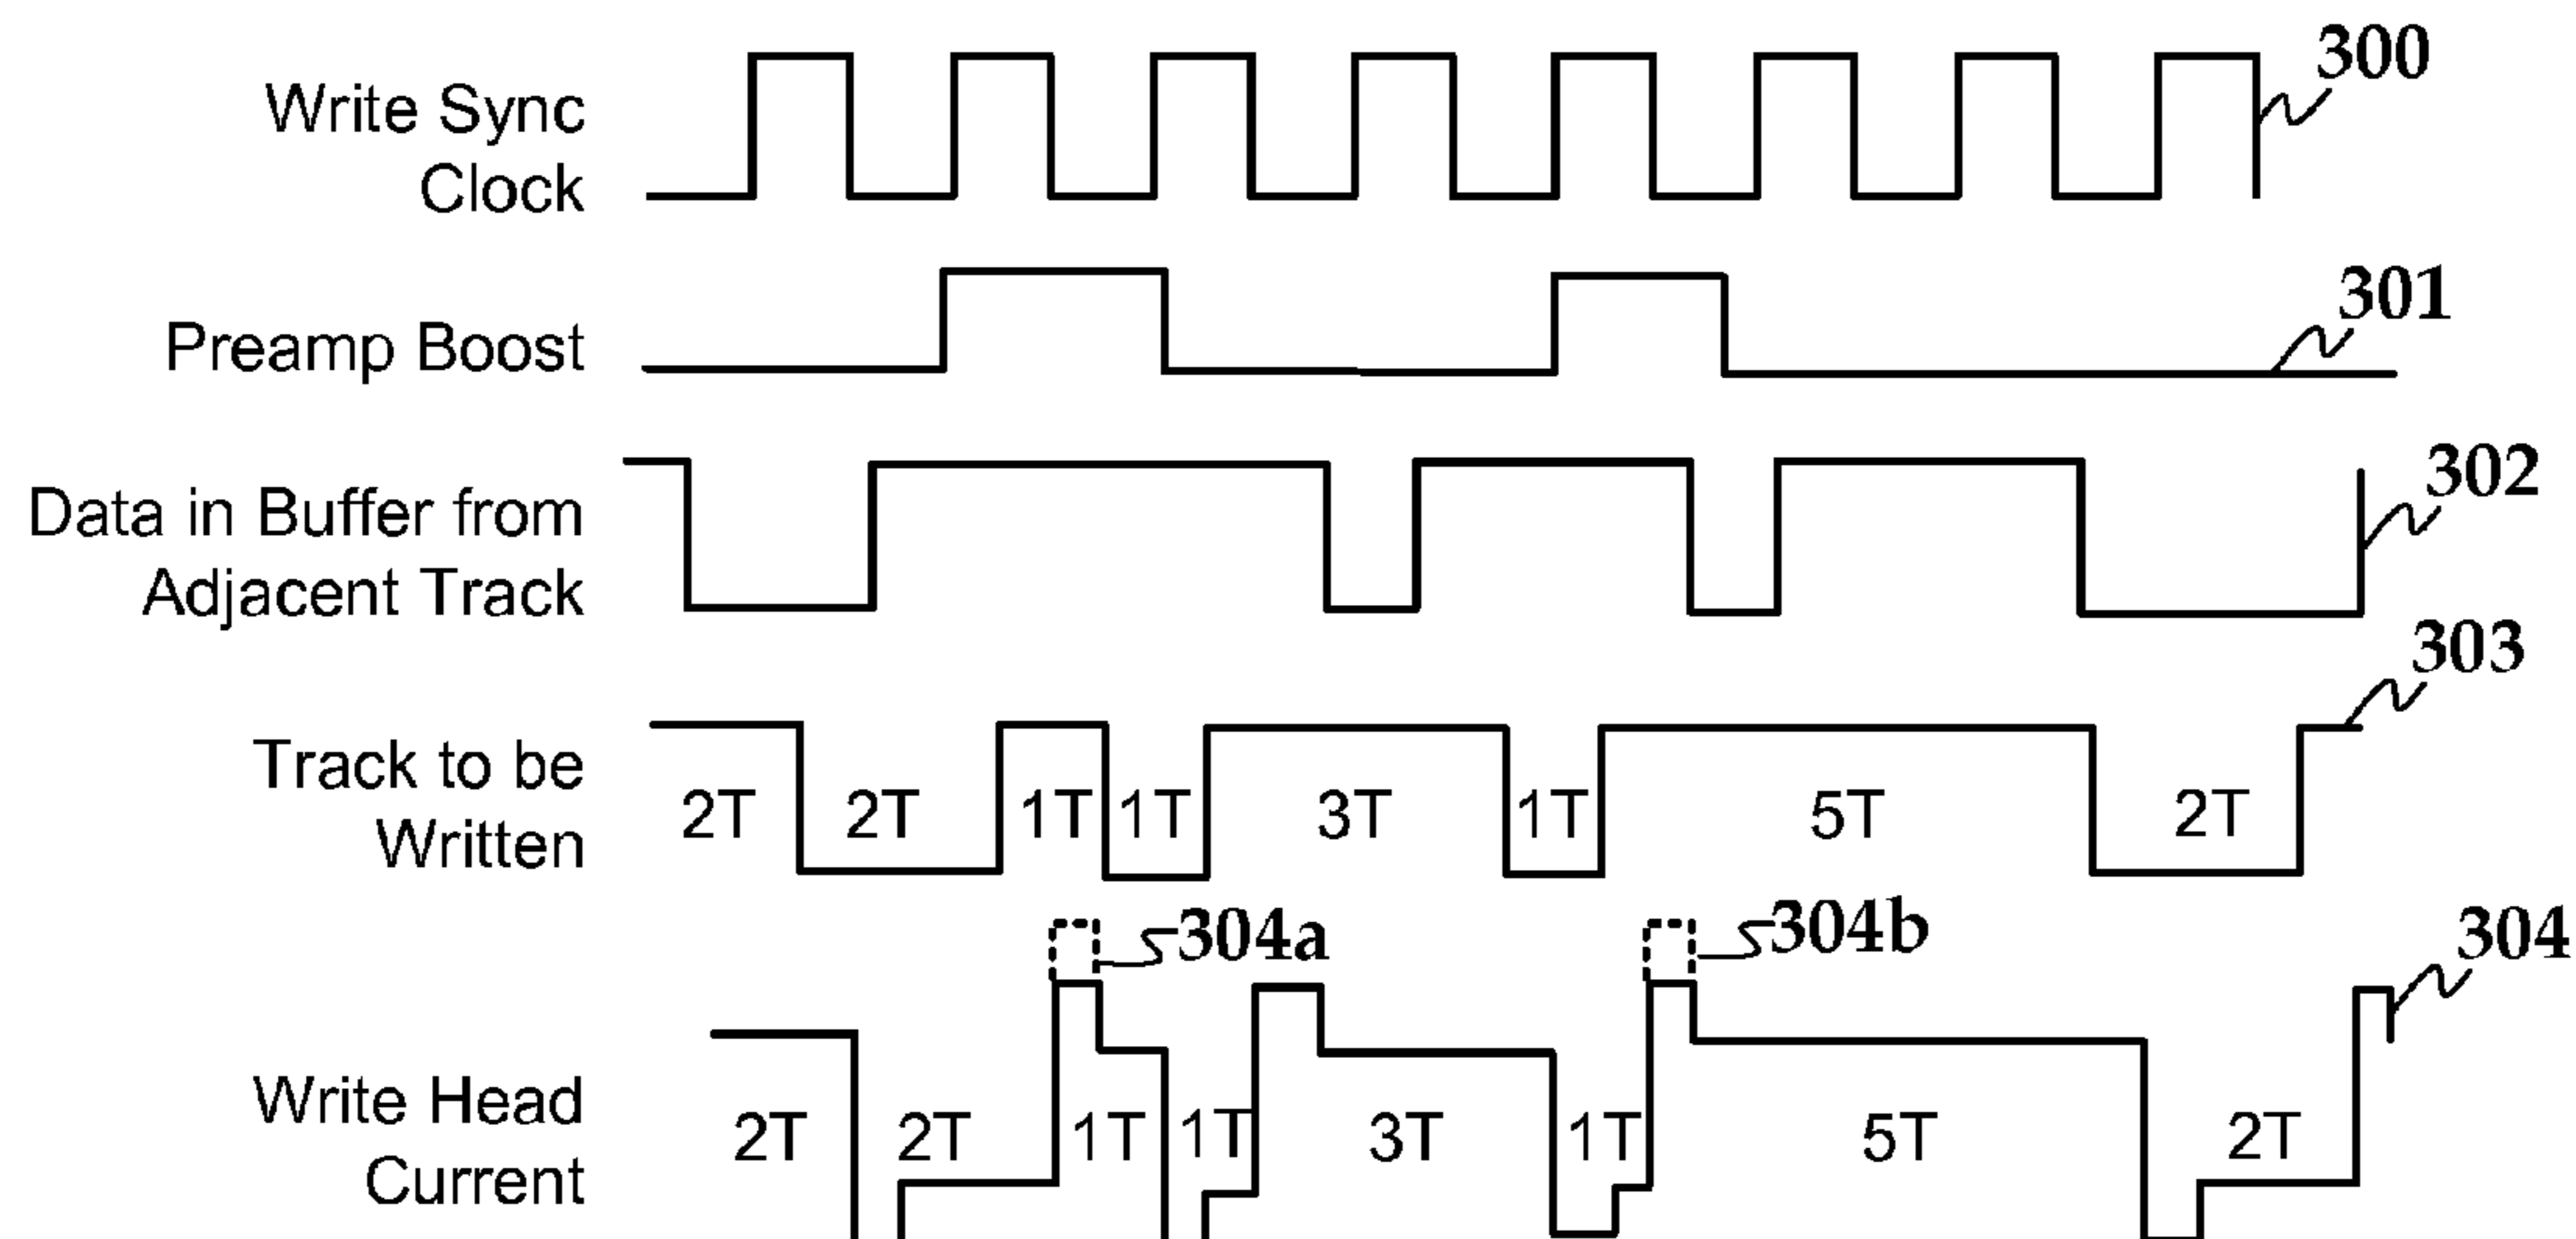 300
Write Sync
Clock
301
Preamp Boost
302
Data in Buffer from
Adjacent Track
303
Track to be
Written
2T 2T 1T 1T 3T 1T 5T 2T
304a 304b 304
Write Head
Current
2T 2T 1T 1T 3T 1T 5T 2T